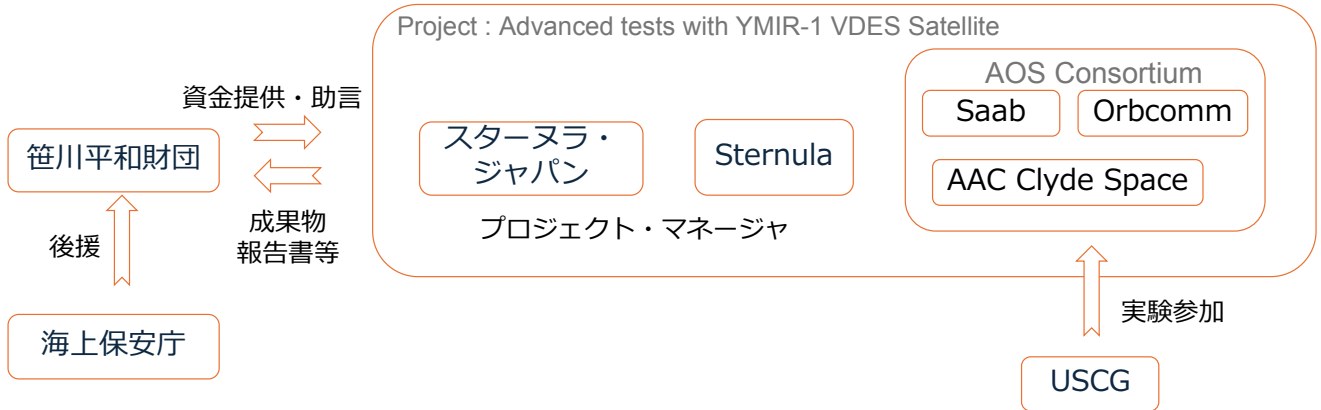 Project : Advanced tests with YMIR-1 VDES Satellite
AOS Consortium
Saab
Orbcomm
AAC Clyde Space
資金提供・助言
笹川平和財団
スターヌラ・
ジャパン
Sternula
プロジェクト・マネージャ
成果物
報告書等
後援
海上保安庁
実験参加
USCG